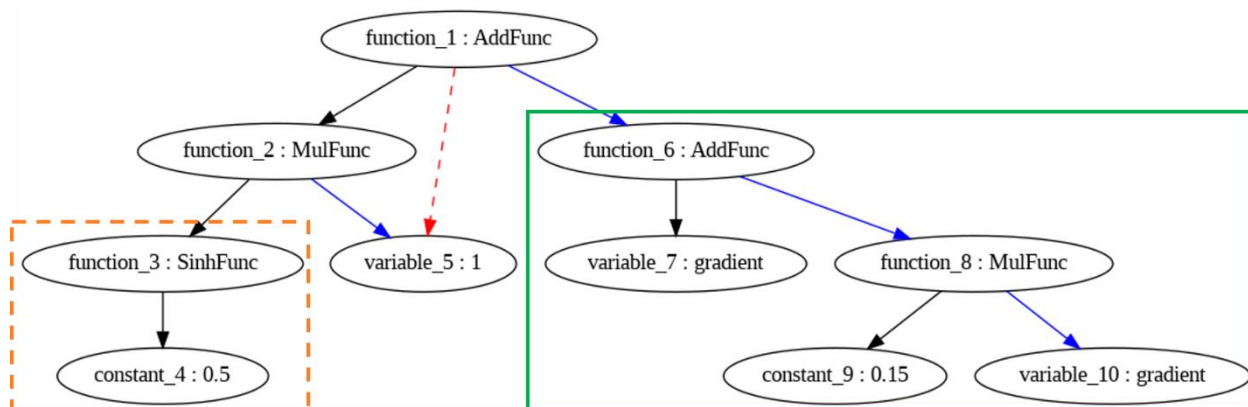 function_1 : AddFunc
function_2 : MulFunc
function_6 : AddFunc
function_3 : SinhFunc
variable_5 : 1
variable_7 : gradient
function_8 : MulFunc
constant_4 : 0.5
constant_9 : 0.15
variable_10 : gradient